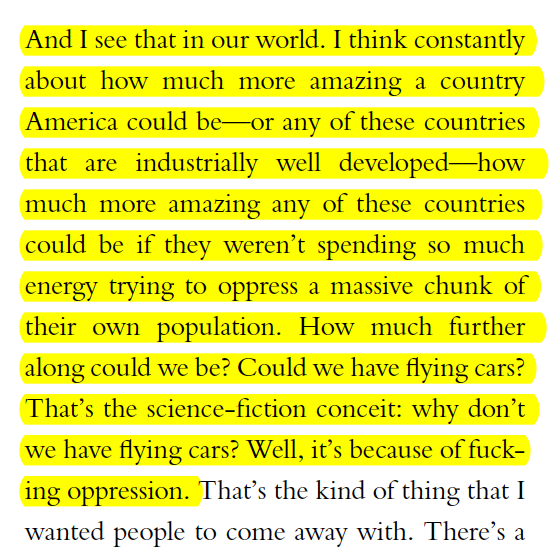 And I see that in our world. I think constantly
about how much more amazing a country
America could be—or any of these countries
that are industrially well developed—how
much more amazing any of these countries
could be if they weren’t spending so much
energy trying to oppress a massive chunk of
their own population. How much further
along could we be? Could we have flying cars?
That’s the science-fiction conceit: why don’t
we have flying cars? Well, it’s because of fuck-
ing oppression. That’s the kind of thing that I
wanted people to come away with. There’s a